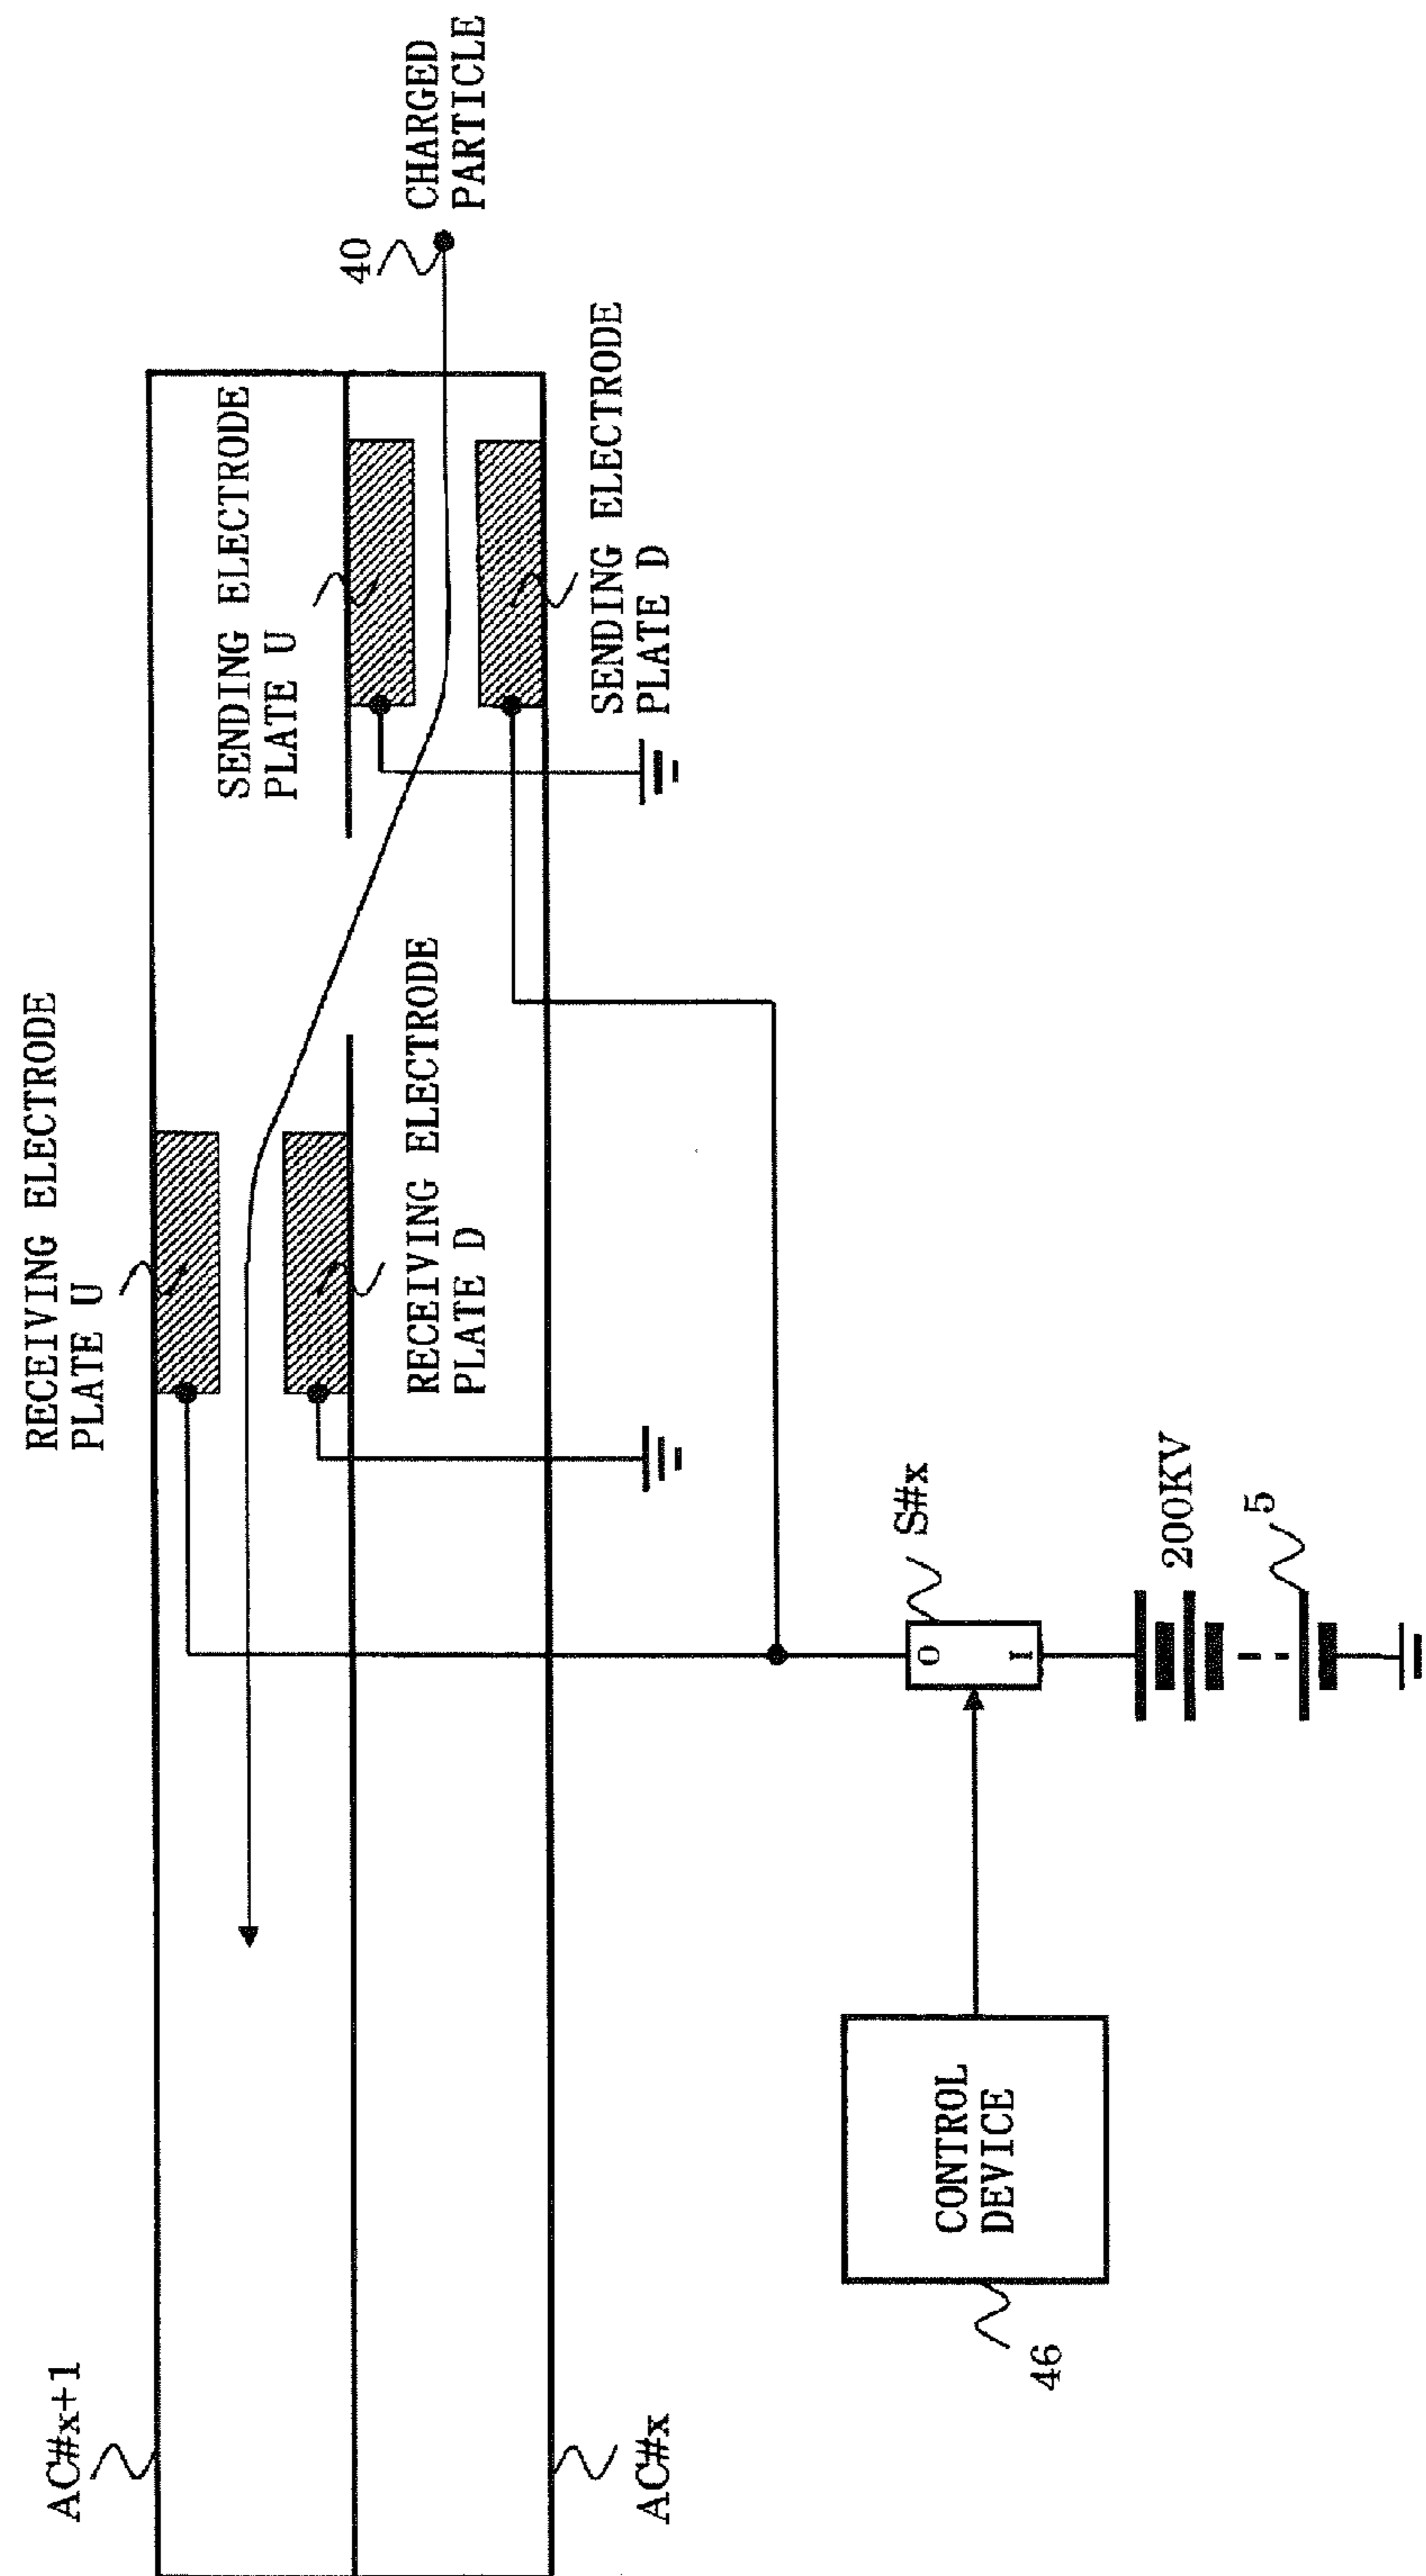 RECEIVING ELECTRODE
PLATE U
AC#x+1
SENDING ELECTRODE
PLATE U
40
CHARGED
PARTICLE
RECEIVING ELECTRODE
PLATE D
SENDING ELECTRODE
PLATE D
AC#x
S#x
O
I
CONTROL
DEVICE
46
200KV
5